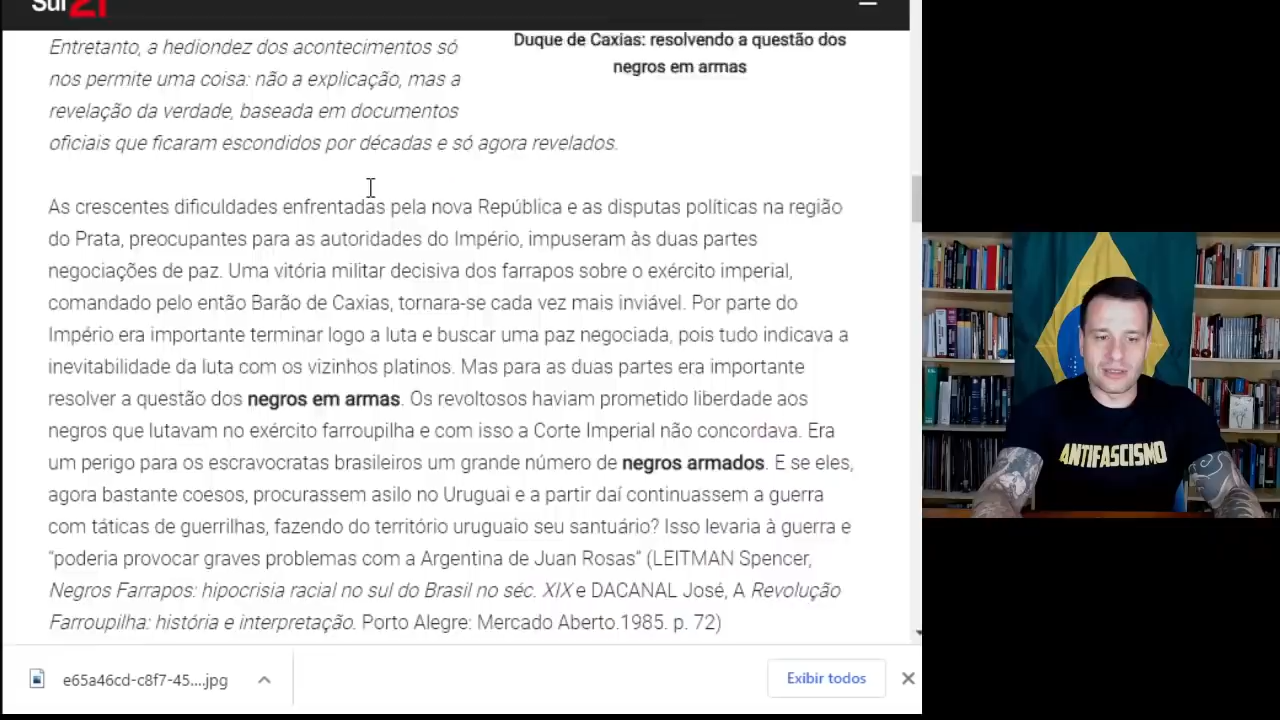 Sul 21
Duque de Caxias: resolvendo a questão dos
negros em armas
Entretanto, a hediondez dos acontecimentos só
nos permite uma coisa: não a explicação, mas a
revelação da verdade, baseada em documentos
oficiais que ficaram escondidos por décadas e só agora revelados.
As crescentes dificuldades enfrentadas pela nova República e as disputas políticas na região
do Prata, preocupantes para as autoridades do Império, impuseram às duas partes
negociações de paz. Uma vitória militar decisiva dos farrapos sobre o exército imperial,
comandado pelo então Barão de Caxias, tornara-se cada vez mais inviável. Por parte do
Império era importante terminar logo a luta e buscar uma paz negociada, pois tudo indicava a
inevitabilidade da luta com os vizinhos platinos. Mas para as duas partes era importante
resolver a questão dos negros em armas. Os revoltosos haviam prometido liberdade aos
negros que lutavam no exército farroupilha e com isso a Corte Imperial não concordava. Era
um perigo para os escravocratas brasileiros um grande número de negros armados. E se eles,
agora bastante coesos, procurassem asilo no Uruguai e a partir daí continuassem a guerra
com táticas de guerrilhas, fazendo do território uruguaio seu santuário? Isso levaria à guerra e
“poderia provocar graves problemas com a Argentina de Juan Rosas” (LEITMAN Spencer,
Negros Farrapos: hipocrisia racial no sul do Brasil no séc. XIX e DACANAL José, A Revolução
Farroupilha: história e interpretação. Porto Alegre: Mercado Aberto.1985. p. 72)
e65a46cd-c8f7-45....jpg
Exibir todos
ANTIFASCISMO